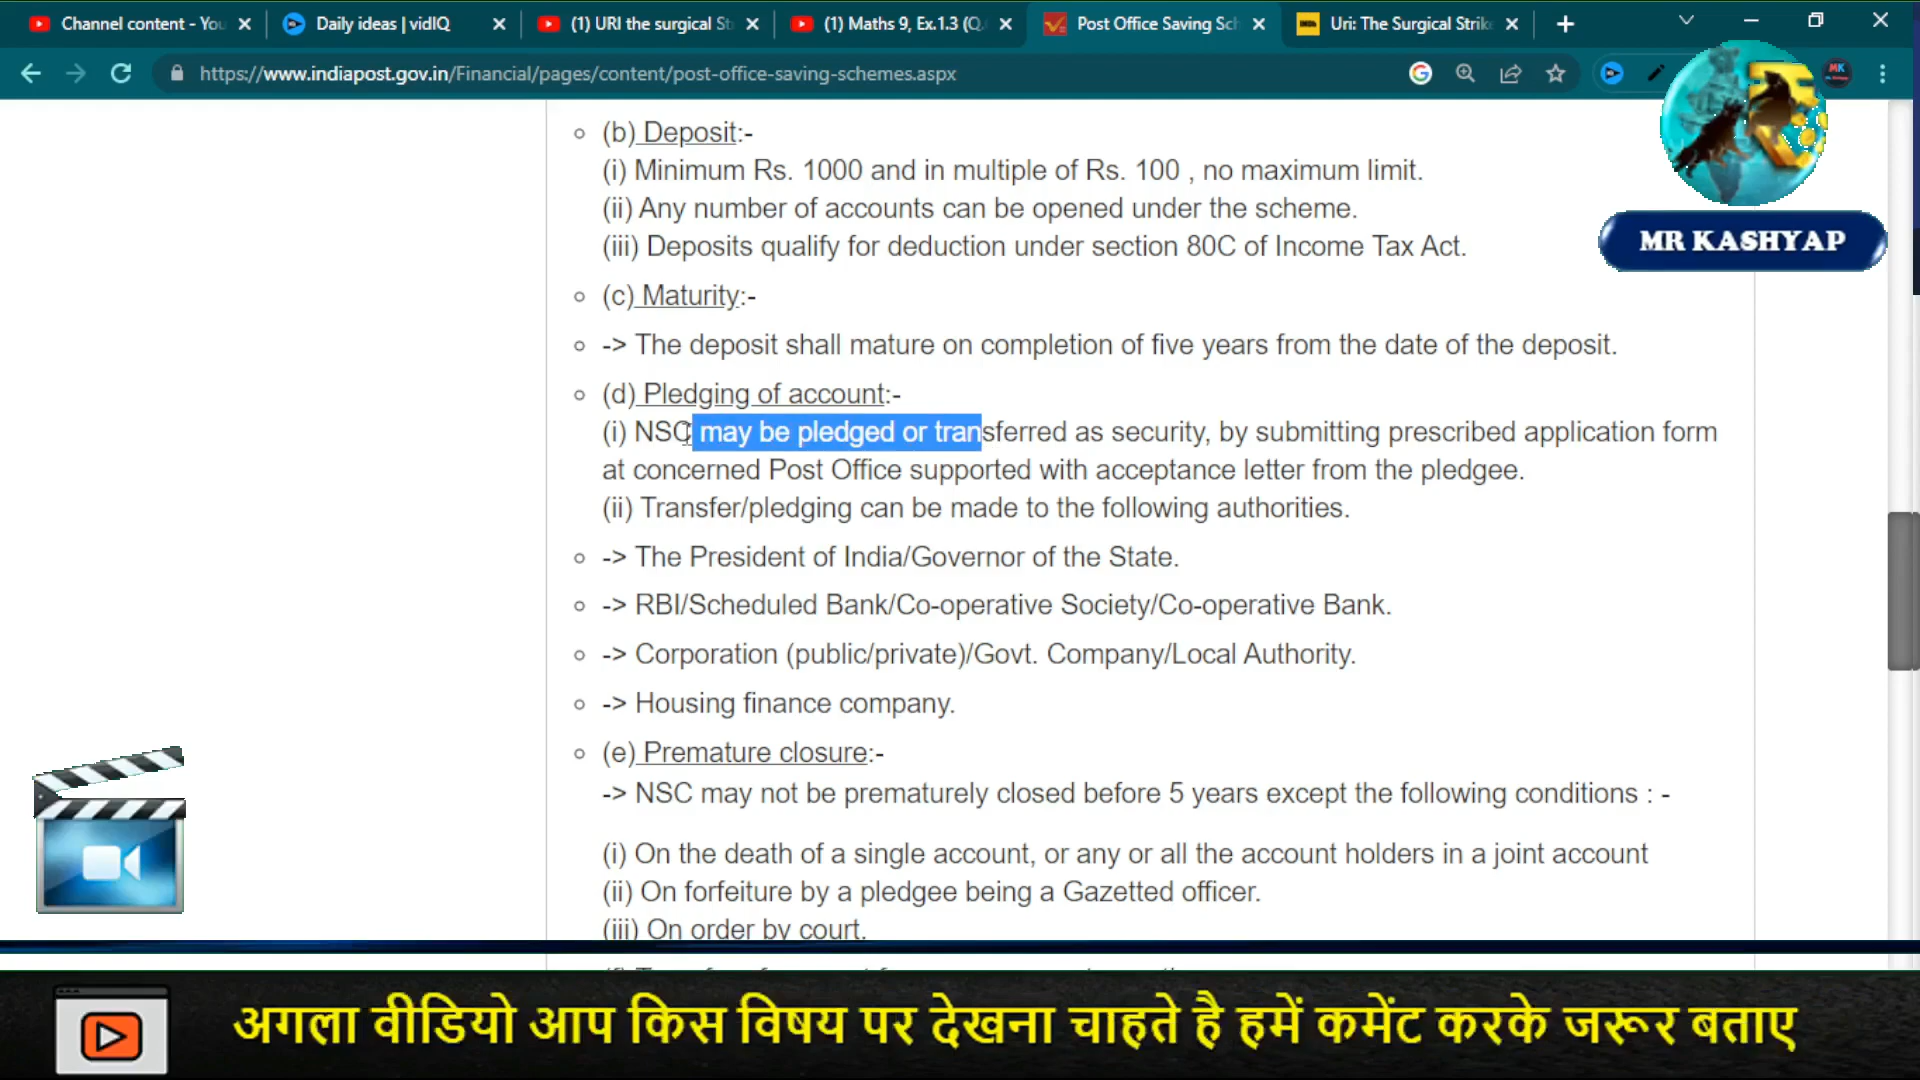 Channel content - You
Daily ideas | vidIQ
(1) URI the surgical St
(1) Maths 9, Ex.1.3 (Q.
Post Office Saving Sch
Uri: The Surgical Strike
https://www.indiapost.gov.in/Financial/pages/content/post-office-saving-schemes.aspx
MK
MR KASHYAP
(b) Deposit:-
(i) Minimum Rs. 1000 and in multiple of Rs. 100 , no maximum limit.
(ii) Any number of accounts can be opened under the scheme.
(iii) Deposits qualify for deduction under section 80C of Income Tax Act.
(c) Maturity:-
-> The deposit shall mature on completion of five years from the date of the deposit.
(d) Pledging of account:-
(i) NSC may be pledged or transferred as security, by submitting prescribed application form
at concerned Post Office supported with acceptance letter from the pledgee.
(ii) Transfer/pledging can be made to the following authorities.
-> The President of India/Governor of the State.
-> RBI/Scheduled Bank/Co-operative Society/Co-operative Bank.
-> Corporation (public/private)/Govt. Company/Local Authority.
-> Housing finance company.
(e) Premature closure:-
-> NSC may not be prematurely closed before 5 years except the following conditions : -
(i) On the death of a single account, or any or all the account holders in a joint account
(ii) On forfeiture by a pledgee being a Gazetted officer.
(iii) On order by court.
अगला वीडियो आप किस विषय पर देखना चाहते है हमें कमेंट करके जरूर बताए